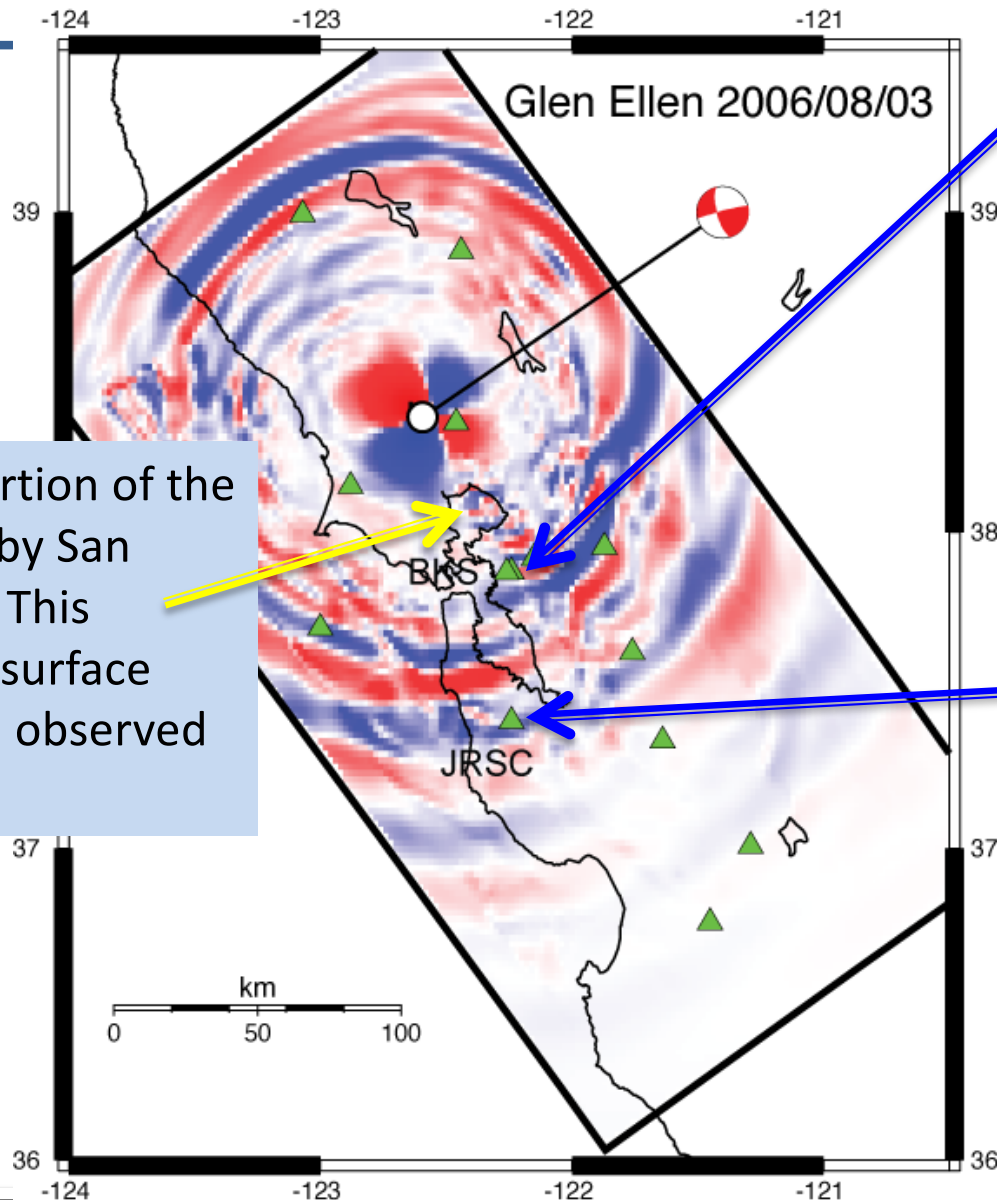 -124 -123 -122 -121
Glen Ellen 2006/08/03
39 39
38
rtion of the
by San
This
surface
observed
BKS
JRSC
37 37
km
0 50 100
36 36
-124 -123 -122 -121